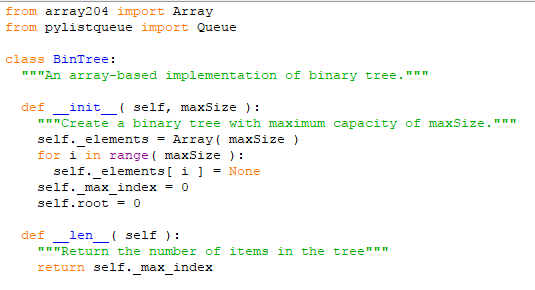 from array204 import Array
from pylistqueue import Queue

class BinTree:
  """An array-based implementation of binary tree."""

  def __init__( self, maxSize ):
    """Create a binary tree with maximum capacity of maxSize."""
    self._elements = Array( maxSize )
    for i in range( maxSize ):
      self._elements[ i ] = None
    self._max_index = 0
    self.root = 0

  def __len__( self ):
    """Return the number of items in the tree"""
    return self._max_index